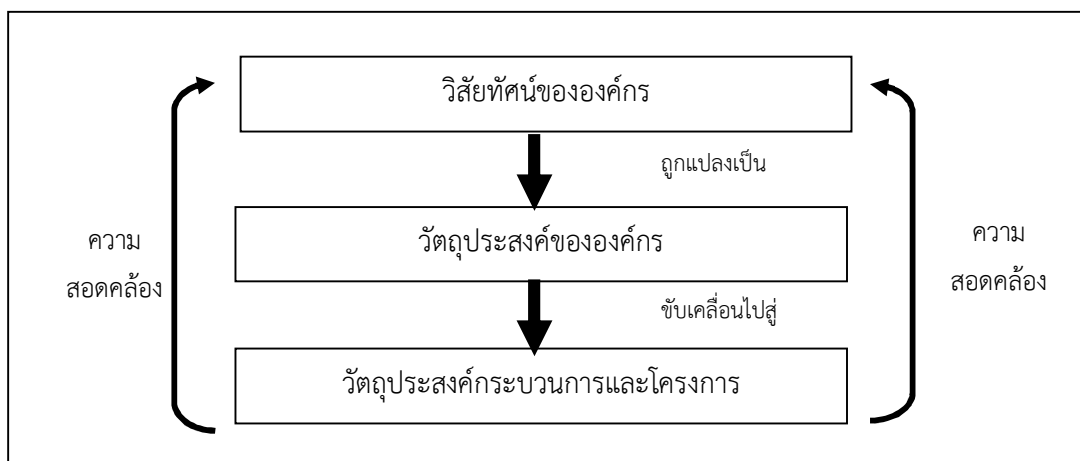 วิสัยทัศน์ขององค์กร
ถูกแปลงเป็น
ความ
สอดคล้อง
วัตถุประสงค์ขององค์กร
ความ
สอดคล้อง
ขับเคลื่อนไปสู่
วัตถุประสงค์กระบวนการและโครงการ